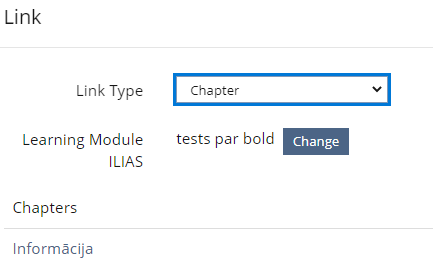 Link
Link Type Chapter
Learning Module ILIAS tests par bold Change
Chapters
Informācija